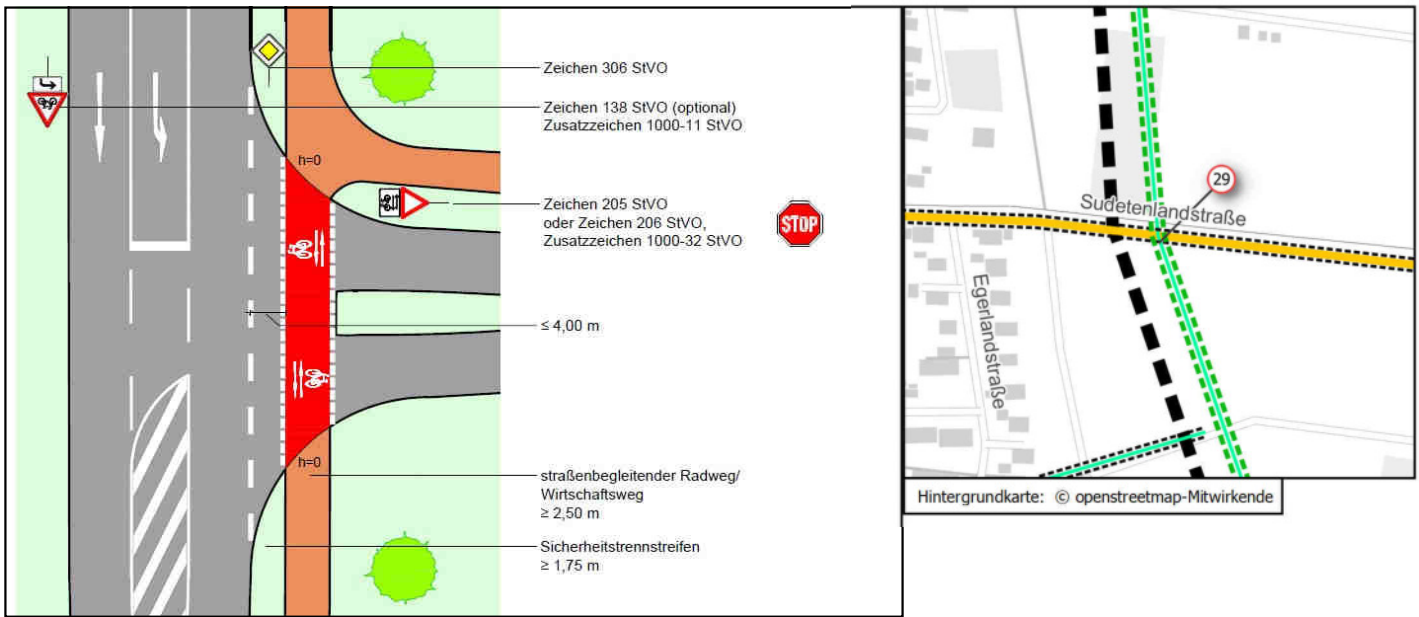 Zeichen 306 StVO
Zeichen 138 StVO (optional)
Zusatzzeichen 1000-11 StVO
h=0
Zeichen 205 StVO
oder Zeichen 206 StVO,
Zusatzzeichen 1000-32 StVO
STOP
≤ 4,00 m
h=0
straßenbegleitender Radweg/
Wirtschaftsweg
≥ 2,50 m
Sicherheitstrennstreifen
≥ 1,75 m
29
Sudetenlandstraße
Egerlandstraße
Hintergrundkarte: © openstreetmap-Mitwirkende